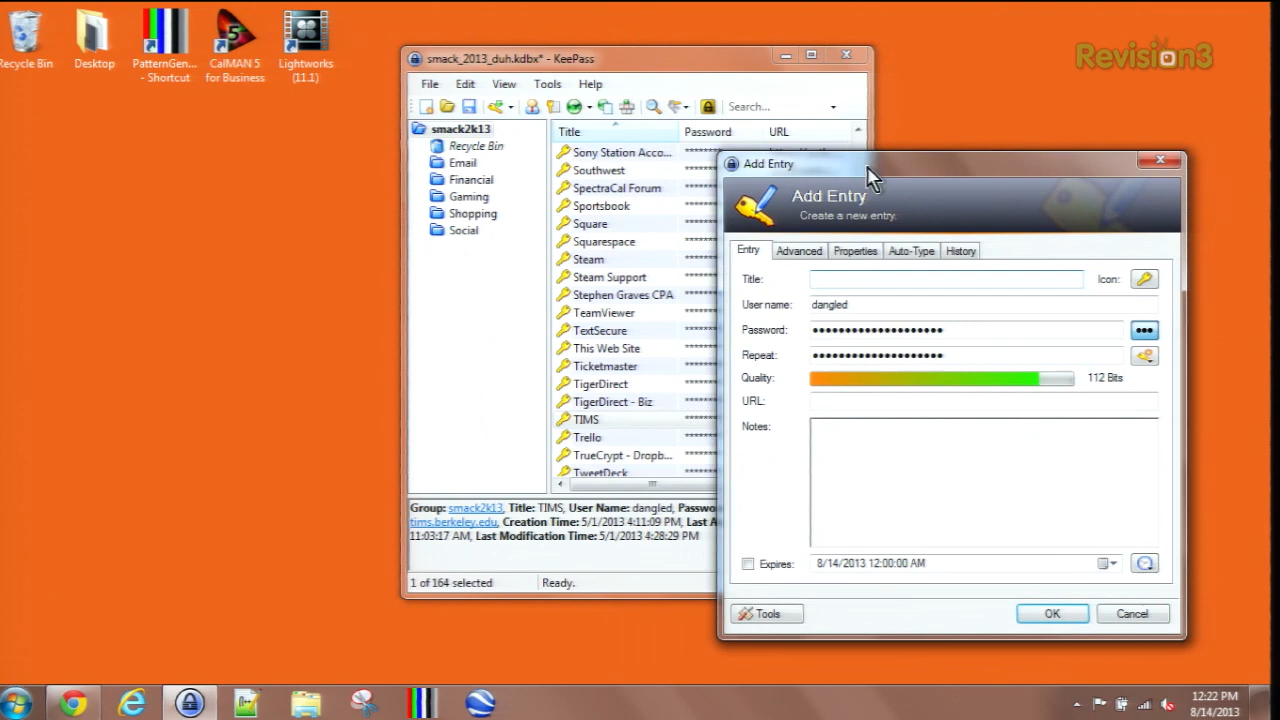 Recycle Bin
Desktop
PatternGen... - Shortcut
CalMAN 5 for Business
Lightworks (11.1)
Revision3
smack_2013_duh.kdbx* - KeePass
File Edit View Tools Help
Search...
smack2k13
Recycle Bin
Email
Financial
Gaming
Shopping
Social
Title Password URL
Sony Station Acco... ********
Southwest ********
SpectraCal Forum ********
Sportsbook ********
Square ********
Squarespace ********
Steam ********
Steam Support ********
Stephen Graves CPA ********
TeamViewer ********
TextSecure ********
This Web Site ********
Ticketmaster ********
TigerDirect ********
TigerDirect - Biz ********
TIMS ********
Trello ********
TrueCrypt - Dropb... ********
TweetDeck ********
Group: smack2k13, Title: TIMS, User Name: dangled, Passwo
tims.berkeley.edu, Creation Time: 5/1/2013 4:11:09 PM, Last A
11:03:17 AM, Last Modification Time: 5/1/2013 4:28:29 PM
1 of 164 selected Ready.
Add Entry
Add Entry
Create a new entry.
Entry Advanced Properties Auto-Type History
Title: Icon:
User name: dangled
Password: ••••••••••••••••••••
Repeat: ••••••••••••••••••••
Quality: 112 Bits
URL:
Notes:
Expires: 8/14/2013 12:00:00 AM
Tools OK Cancel
12:22 PM
8/14/2013